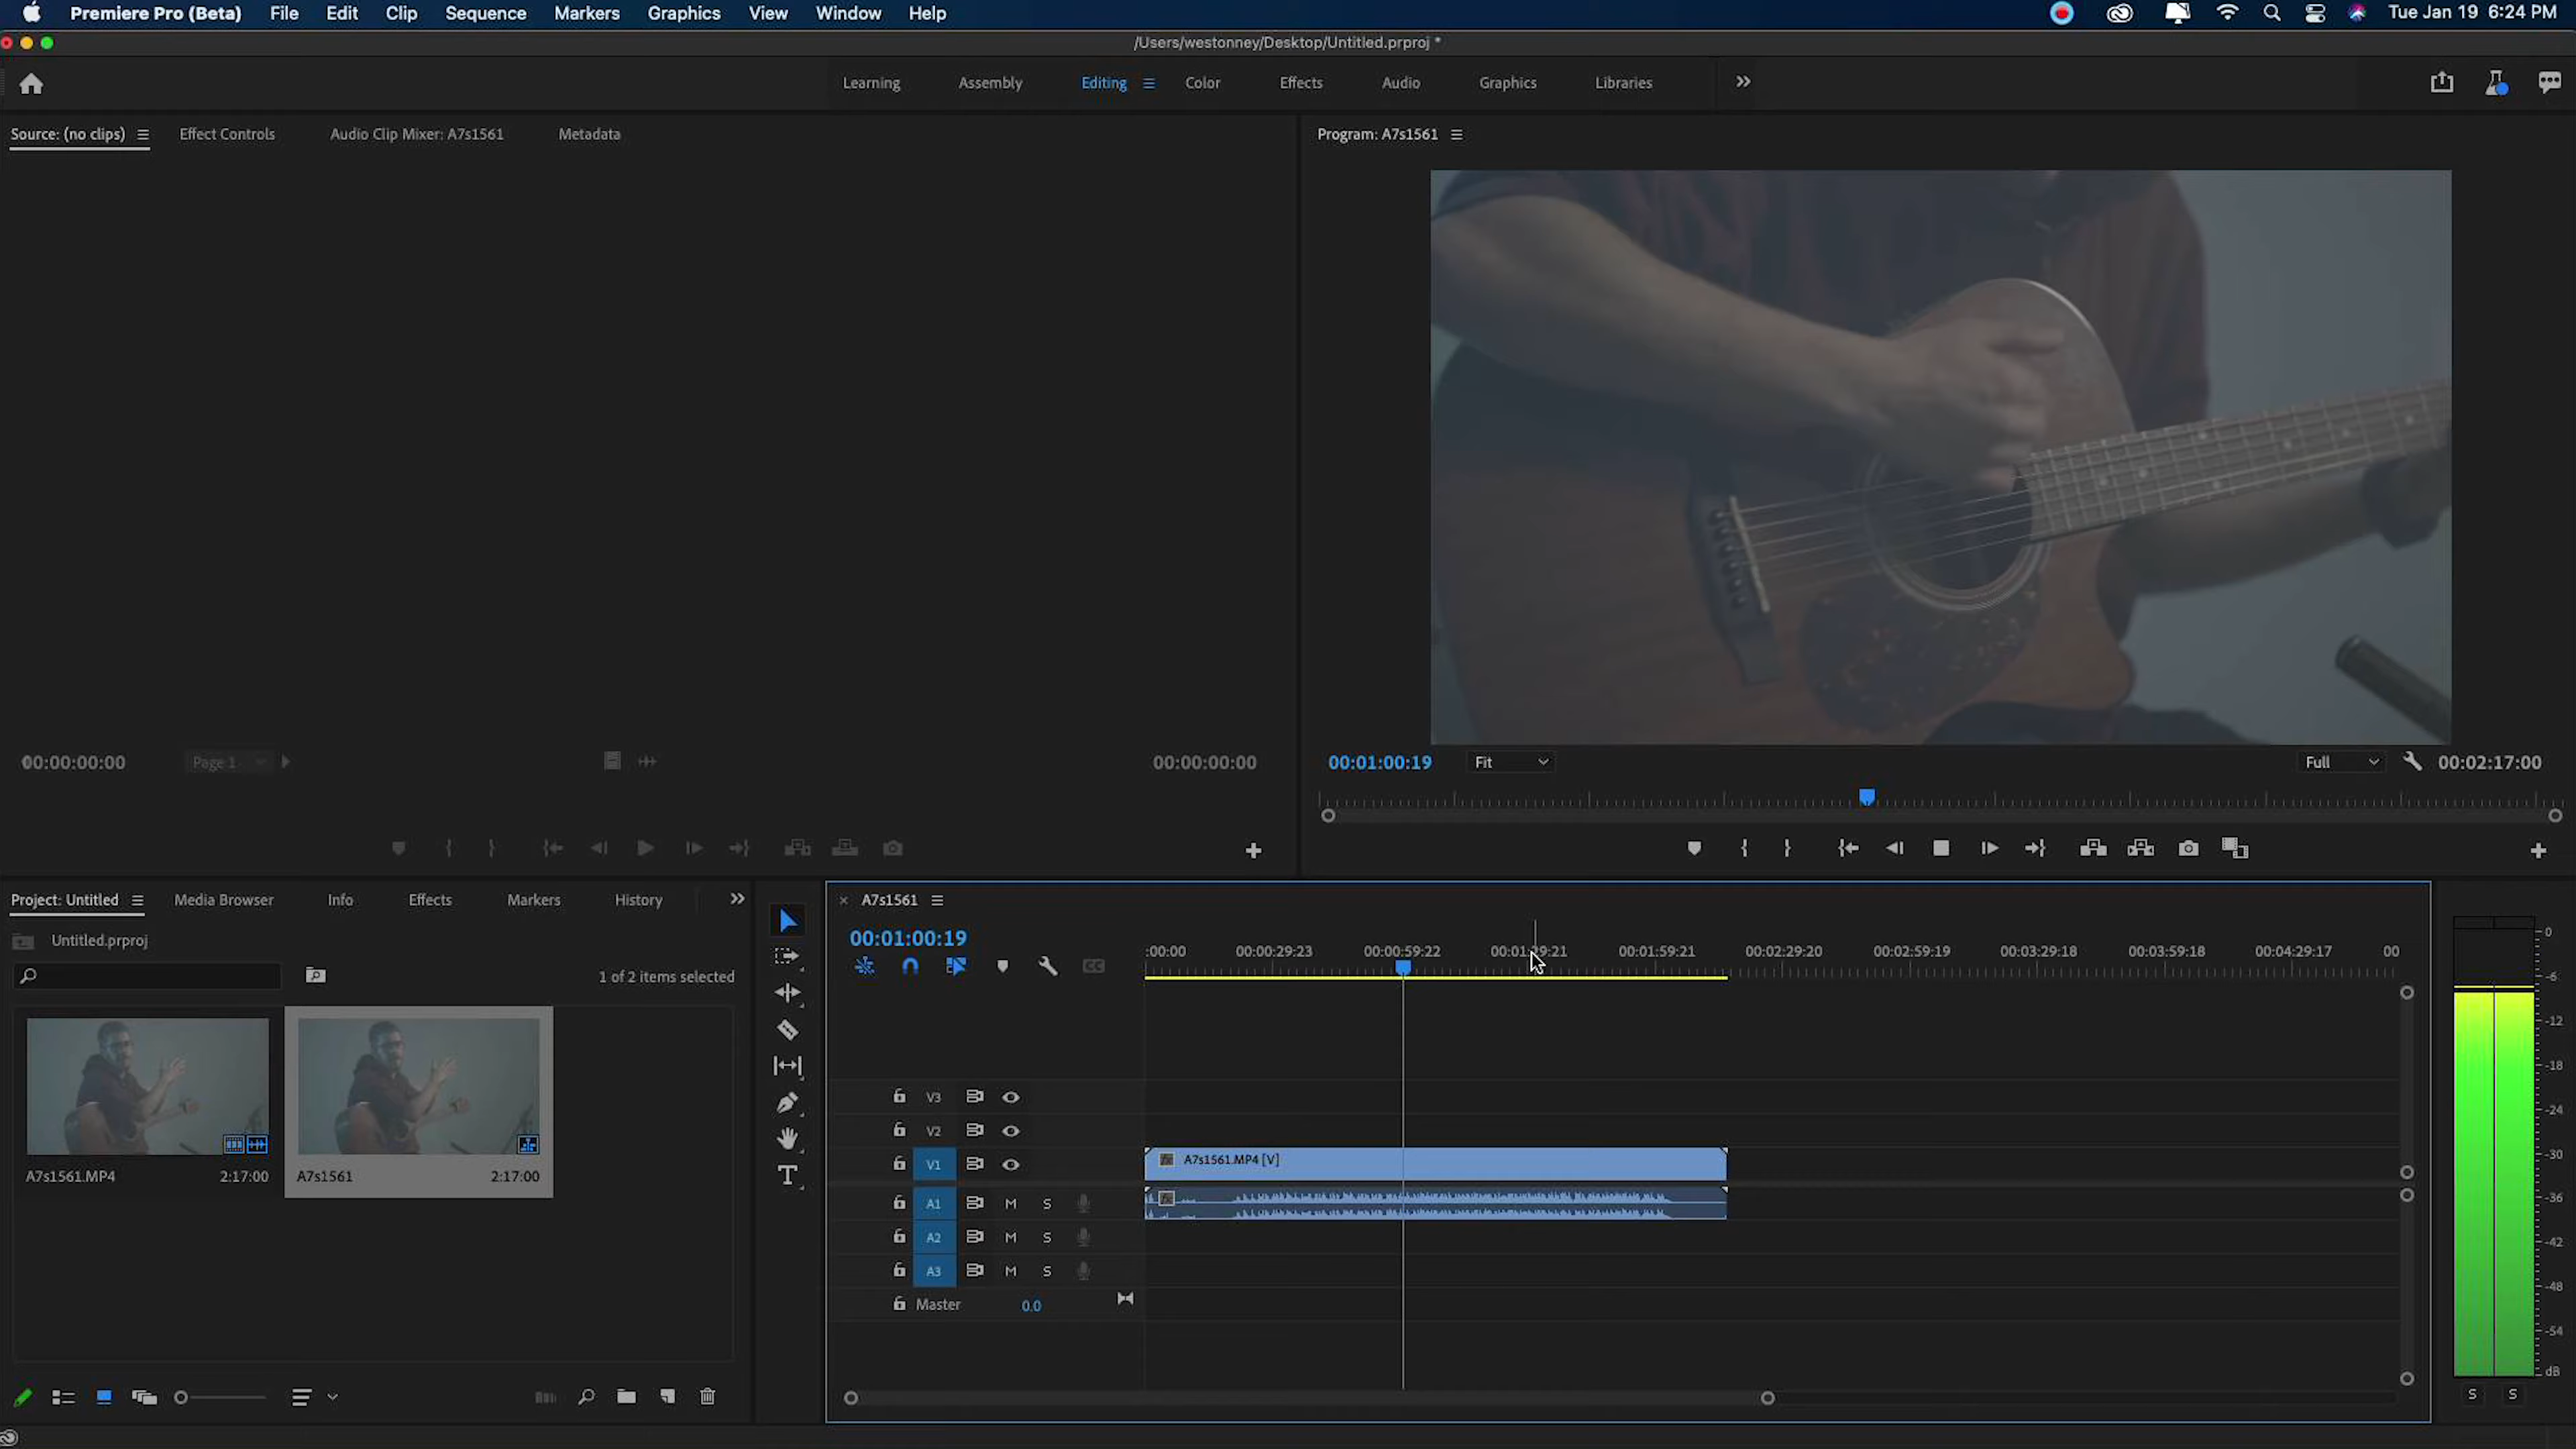 Premiere Pro (Beta) File Edit Clip Sequence Markers Graphics View Window Help Tue Jan 19 6:24 PM
/Users/westonney/Desktop/Untitled.prproj *
Learning Assembly Editing Color Effects Audio Graphics Libraries
Source: (no clips) Effect Controls Audio Clip Mixer: A7s1561 Metadata
Program: A7s1561
00:00:00:00 Page 1 00:00:00:00
00:01:00:19 Fit Full 00:02:17:00
Project: Untitled Media Browser Info Effects Markers History
Untitled.prproj
1 of 2 items selected
A7s1561.MP4 2:17:00
A7s1561 2:17:00
A7s1561
00:01:00:19
:00:00 00:00:29:23 00:00:59:22 00:01:29:21 00:01:59:21 00:02:29:20 00:02:59:19 00:03:29:18 00:03:59:18 00:04:29:17 00
V3
V2
V1 A7s1561.MP4 [V]
A1 M S
A2 M S
A3 M S
Master 0.0
0
-6
-12
-18
-24
-30
-36
-42
-48
-54
dB
S S